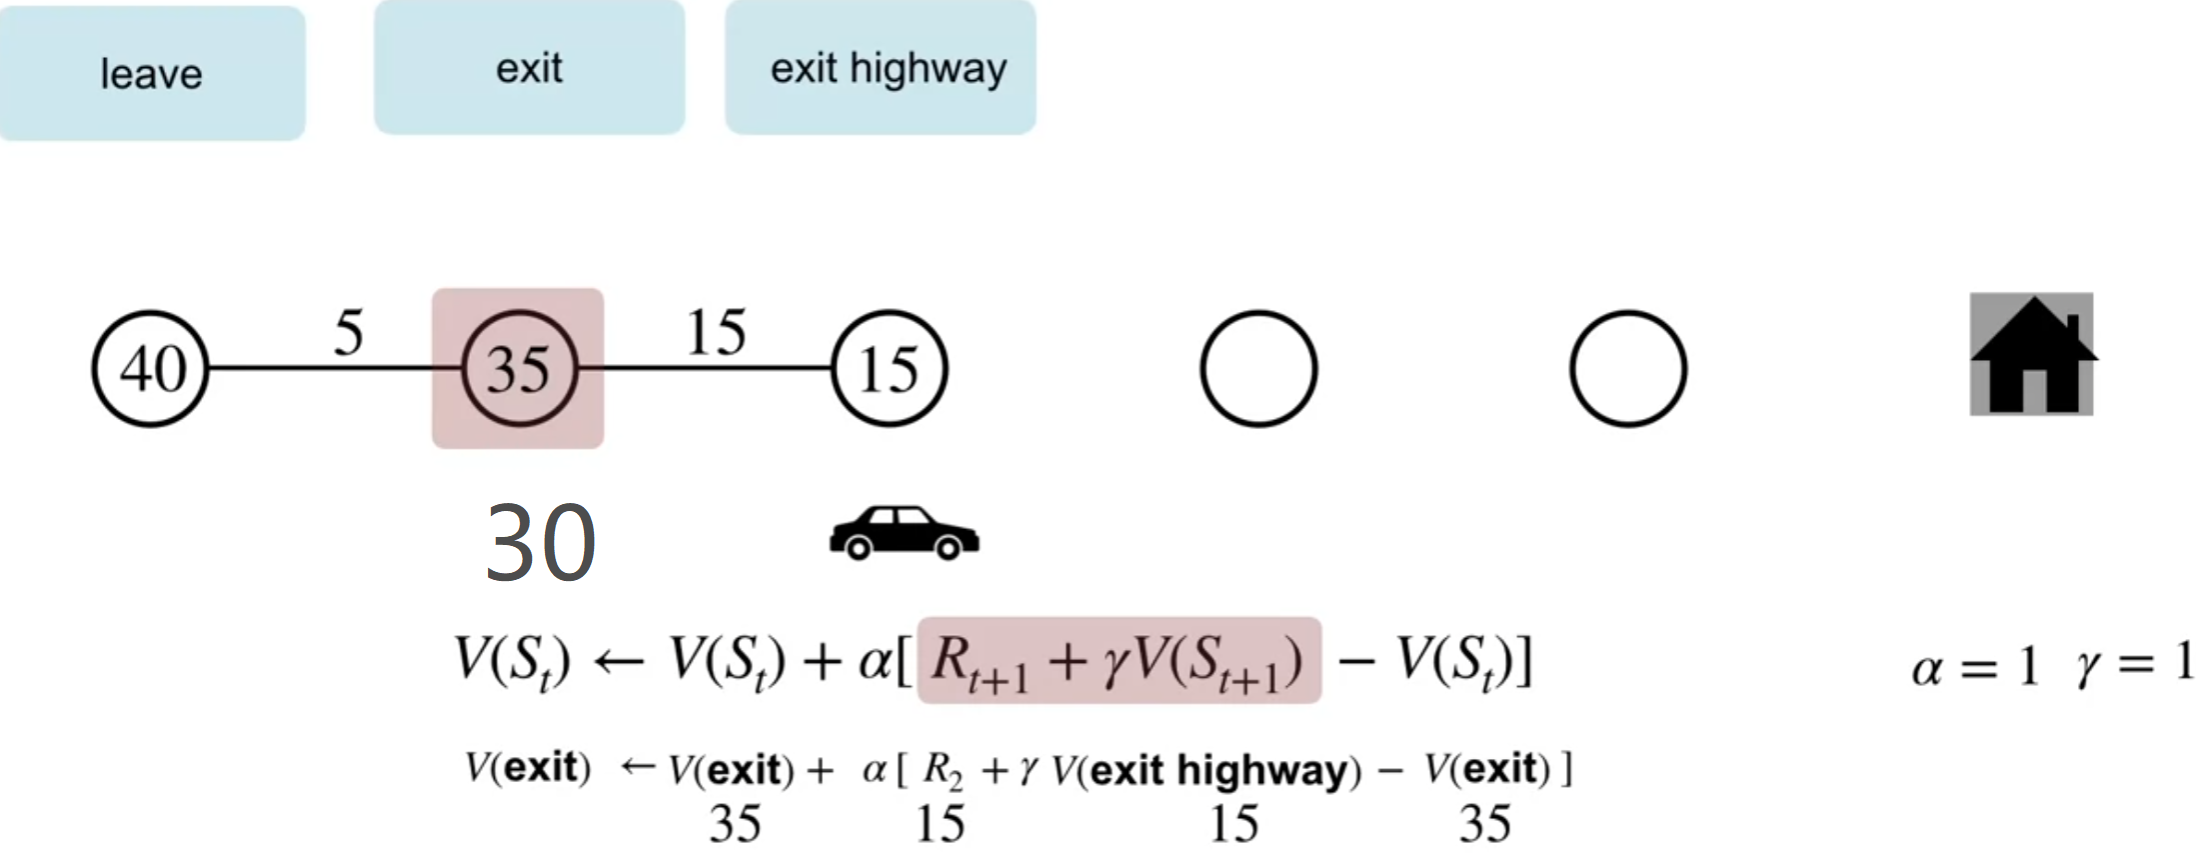 leave exit exit highway
5 15
40 35 15
30
V(S_t) ← V(S_t) + α[ R_{t+1} + γV(S_{t+1}) − V(S_t)] α = 1 γ = 1
V(exit) ← V(exit) + α [ R_2 + γ V(exit highway) − V(exit) ]
35 15 15 35